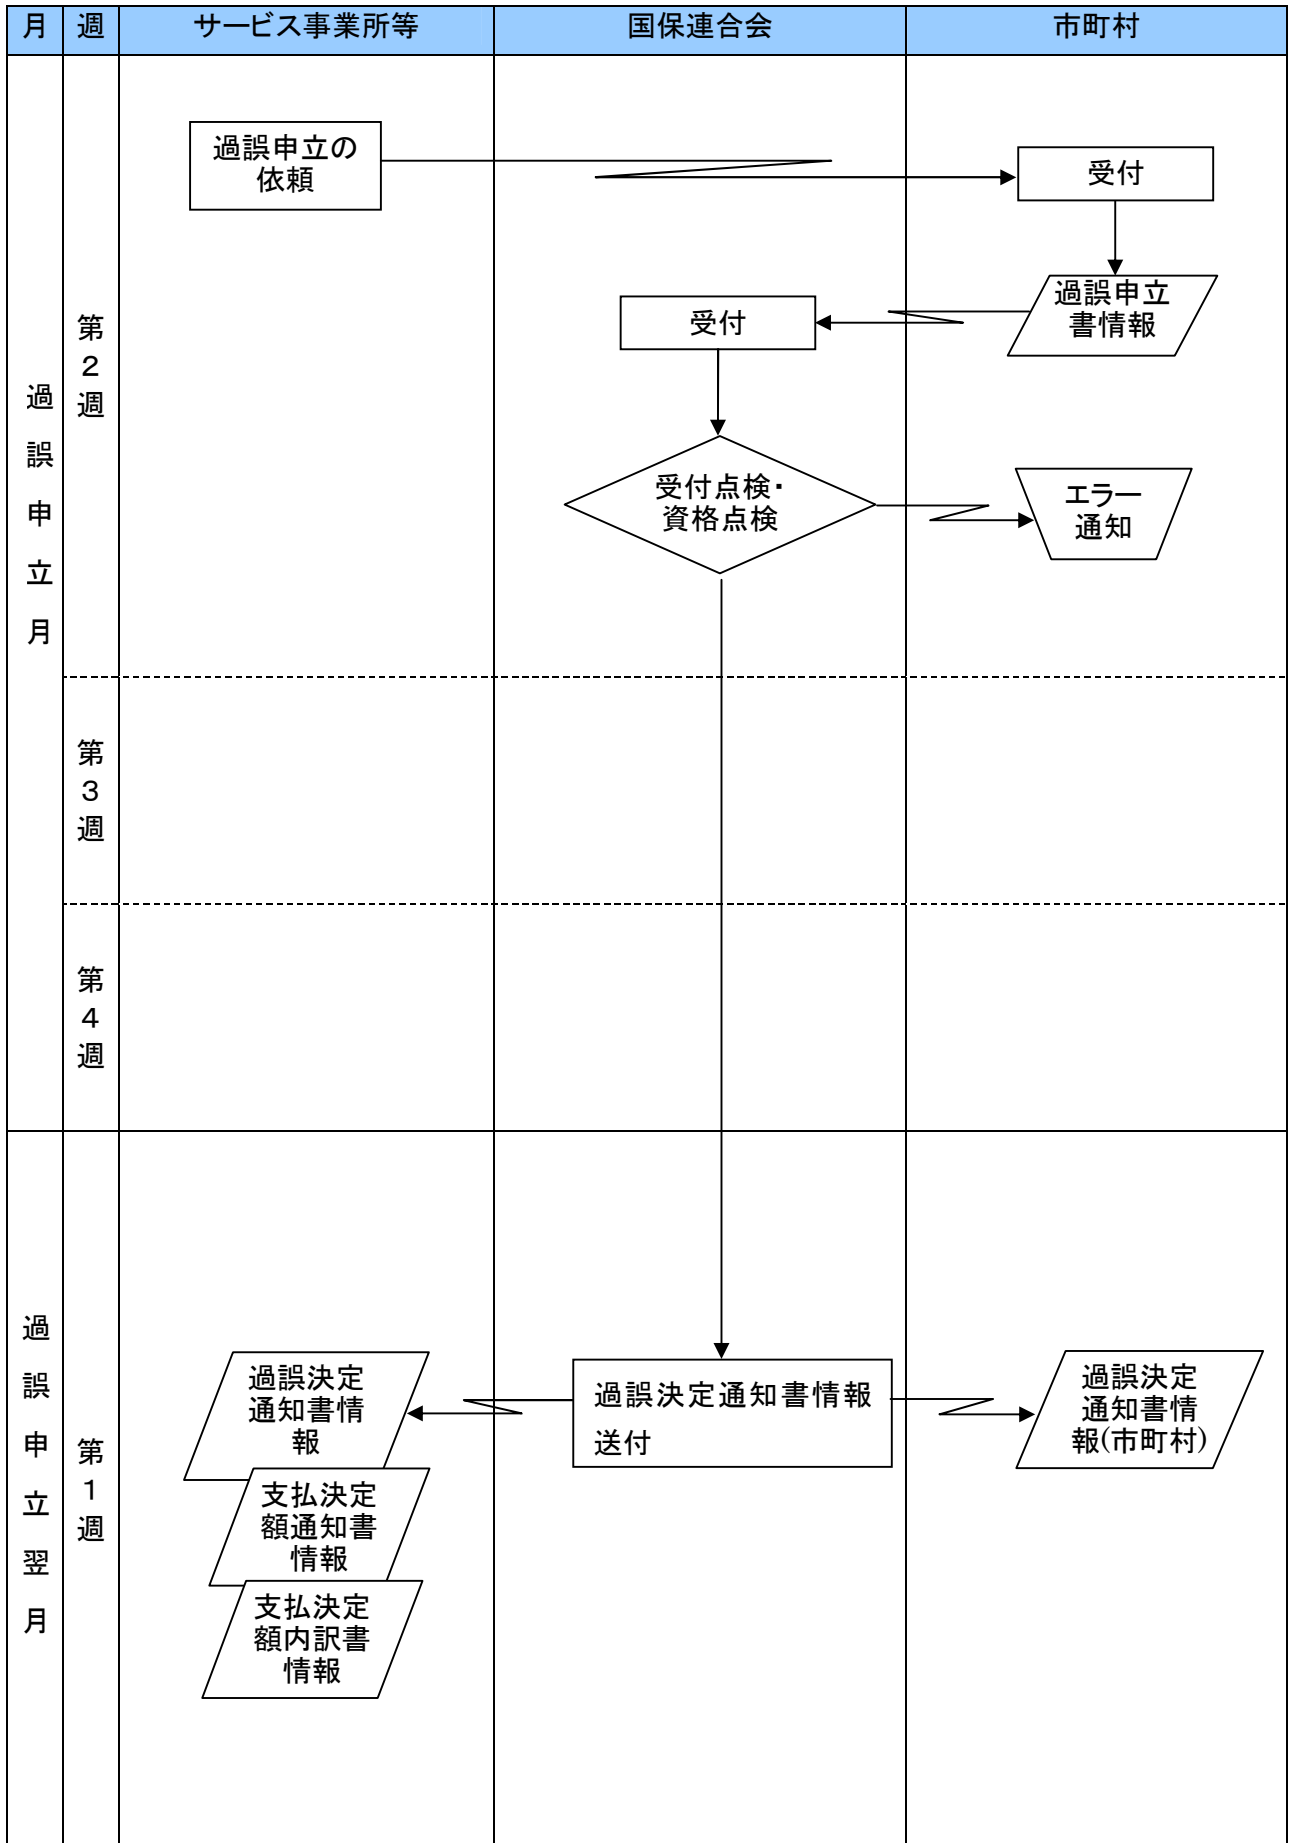 月 週 サービス事業所等 国保連合会 市町村
過誤申立月
第2週
過誤申立の
依頼
受付
過誤申立
書情報
受付
受付点検・
資格点検
エラー
通知
第3週
第4週
過誤申立翌月
第1週
過誤決定
通知書情
報
支払決定
額通知書
情報
支払決定
額内訳書
情報
過誤決定通知書情報
送付
過誤決定
通知書情
報(市町村)